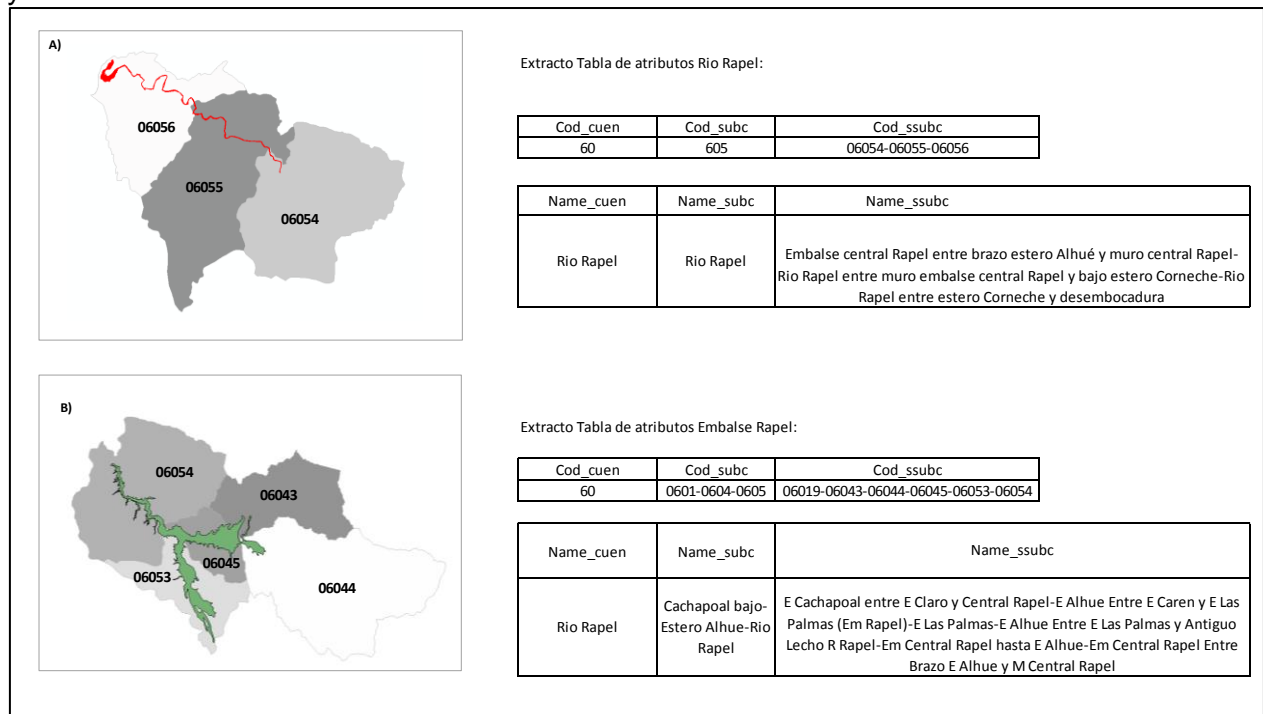 A)
06056
06055
06054
Extracto Tabla de atributos Rio Rapel:
Cod_cuen Cod_subc Cod_ssubc
60 605 06054-06055-06056
Name_cuen Name_subc Name_ssubc
Rio Rapel Rio Rapel Embalse central Rapel entre brazo estero Alhué y muro central Rapel-
Rio Rapel entre muro embalse central Rapel y bajo estero Corneche-Rio
Rapel entre estero Corneche y desembocadura
B)
06054
06043
06045
06053
06044
Extracto Tabla de atributos Embalse Rapel:
Cod_cuen Cod_subc Cod_ssubc
60 0601-0604-0605 06019-06043-06044-06045-06053-06054
Name_cuen Name_subc Name_ssubc
Rio Rapel
Cachapoal bajo-
Estero Alhue-Rio
Rapel
E Cachapoal entre E Claro y Central Rapel-E Alhue Entre E Caren y E Las
Palmas (Em Rapel)-E Las Palmas-E Alhue Entre E Las Palmas y Antiguo
Lecho R Rapel-Em Central Rapel hasta E Alhue-Em Central Rapel Entre
Brazo E Alhue y M Central Rapel